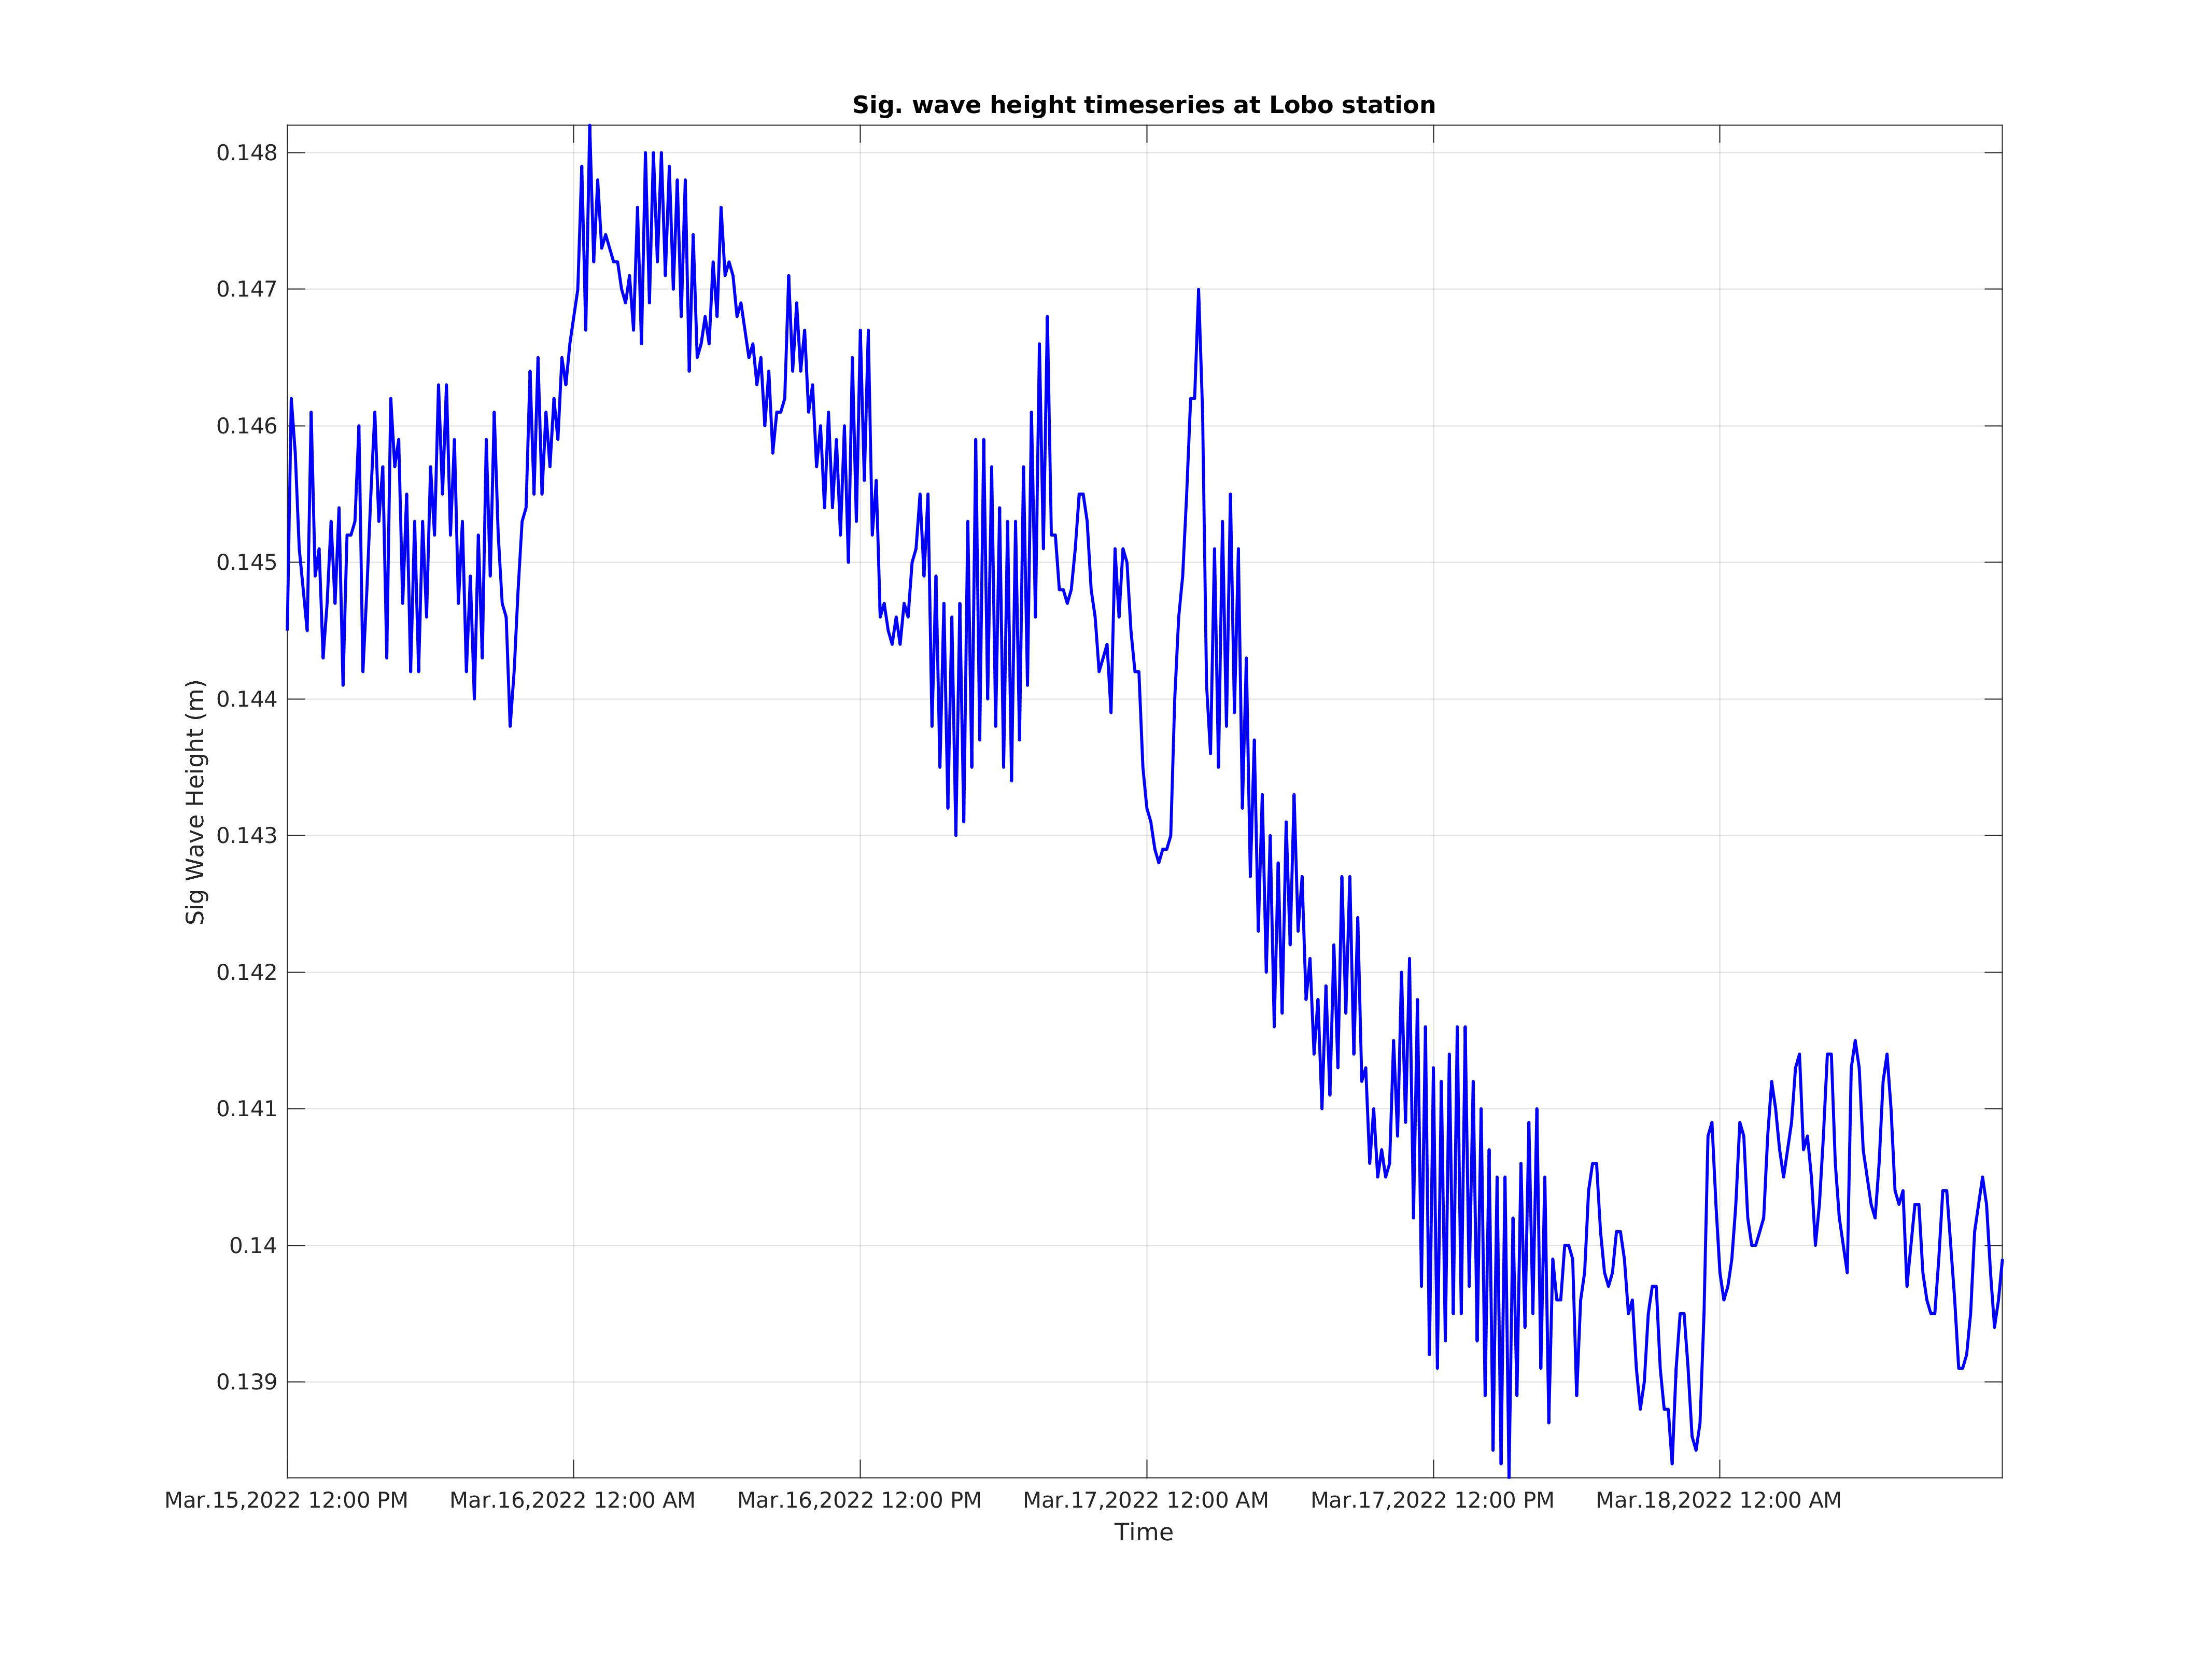 Sig. wave height timeseries at Lobo station
0.148
0.147
0.146
0.145
0.144
0.143
0.142
0.141
0.14
0.139
Sig Wave Height (m)
Mar.15,2022 12:00 PM
Mar.16,2022 12:00 AM
Mar.16,2022 12:00 PM
Mar.17,2022 12:00 AM
Mar.17,2022 12:00 PM
Mar.18,2022 12:00 AM
Time